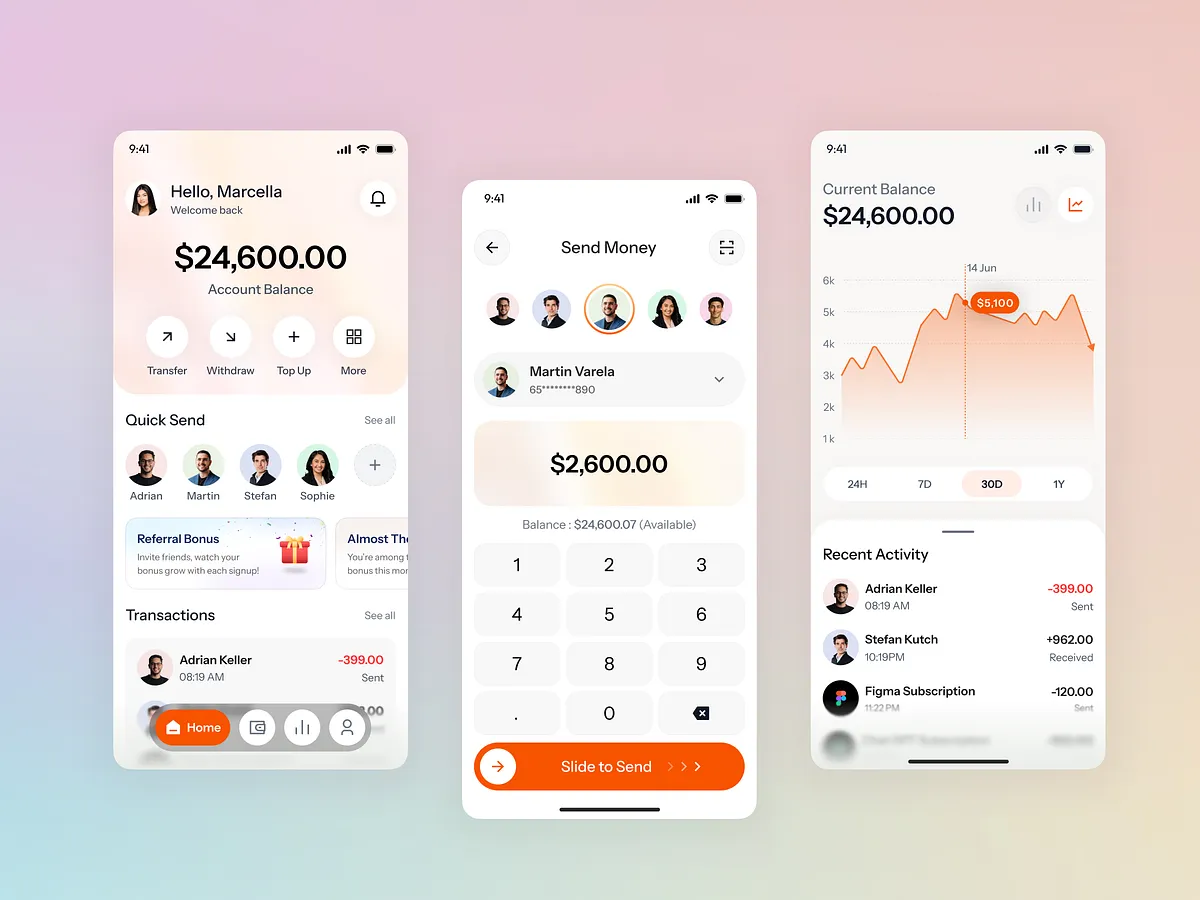 9:41
Hello, Marcella
Welcome back
$24,600.00
Account Balance
Transfer
Withdraw
Top Up
More
Quick Send
See all
Adrian
Martin
Stefan
Sophie
Referral Bonus
Invite friends, watch your
bonus grow with each signup!
Almost The
You're among
bonus this mor
Transactions
See all
Adrian Keller
-399.00
08:19 AM
Sent
Home
9:41
Send Money
Martin Varela
65********890
$2,600.00
Balance : $24,600.07 (Available)
1
2
3
4
5
6
7
8
9
.
0
Slide to Send
9:41
Current Balance
$24,600.00
14 Jun
6k
$5,100
5k
4k
3k
2k
1k
24H
7D
30D
1Y
Recent Activity
Adrian Keller
-399.00
08:19 AM
Sent
Stefan Kutch
+962.00
10:19PM
Received
Figma Subscription
-120.00
11:22 PM
Sent